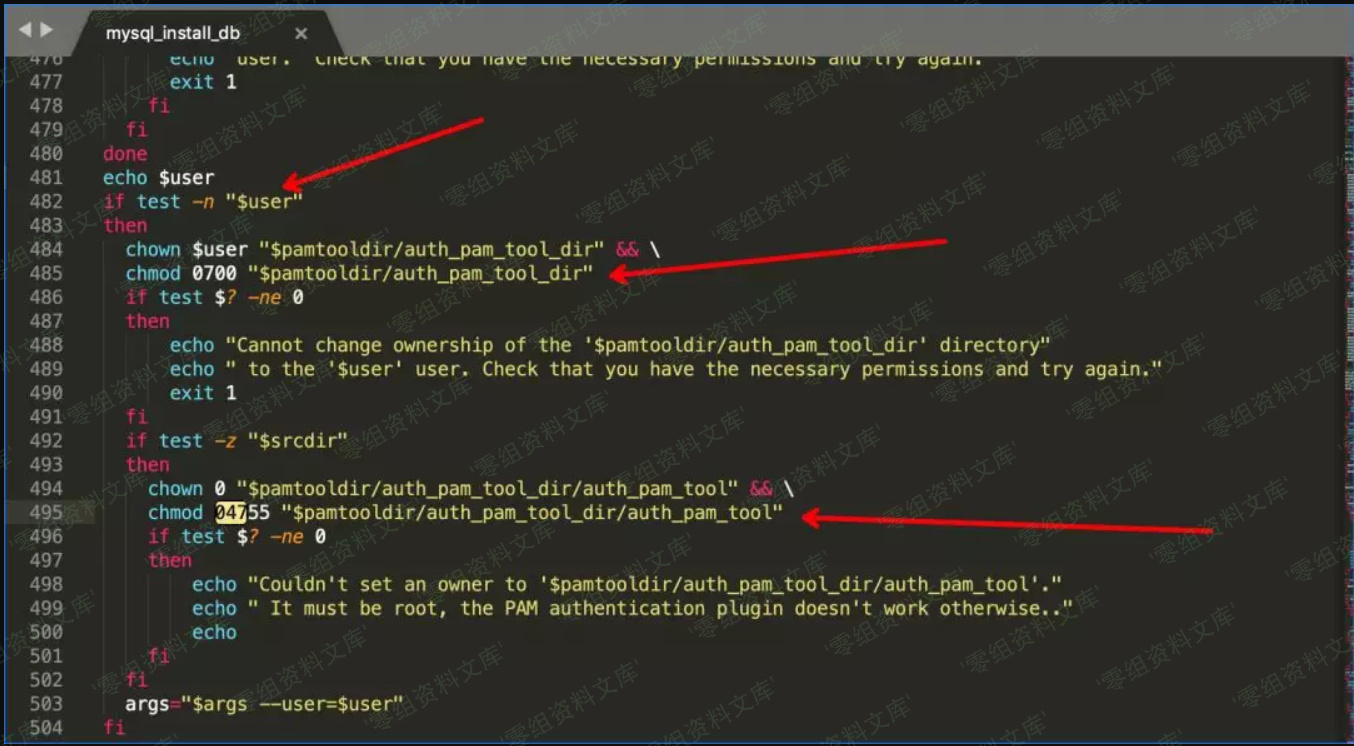 mysql_install_db ×
476 echo "user. Check that you have the necessary permissions and try again."
477 exit 1
478 fi
479 fi
480 done
481 echo $user
482 if test -n "$user"
483 then
484 chown $user "$pamtooldir/auth_pam_tool_dir" && \
485 chmod 0700 "$pamtooldir/auth_pam_tool_dir"
486 if test $? -ne 0
487 then
488 echo "Cannot change ownership of the '$pamtooldir/auth_pam_tool_dir' directory"
489 echo " to the '$user' user. Check that you have the necessary permissions and try again."
490 exit 1
491 fi
492 if test -z "$srcdir"
493 then
494 chown 0 "$pamtooldir/auth_pam_tool_dir/auth_pam_tool" && \
495 chmod 04755 "$pamtooldir/auth_pam_tool_dir/auth_pam_tool"
496 if test $? -ne 0
497 then
498 echo "Couldn't set an owner to '$pamtooldir/auth_pam_tool_dir/auth_pam_tool'."
499 echo " It must be root, the PAM authentication plugin doesn't work otherwise.."
500 echo
501 fi
502 fi
503 args="$args --user=$user"
504 fi
'零组资料文库'